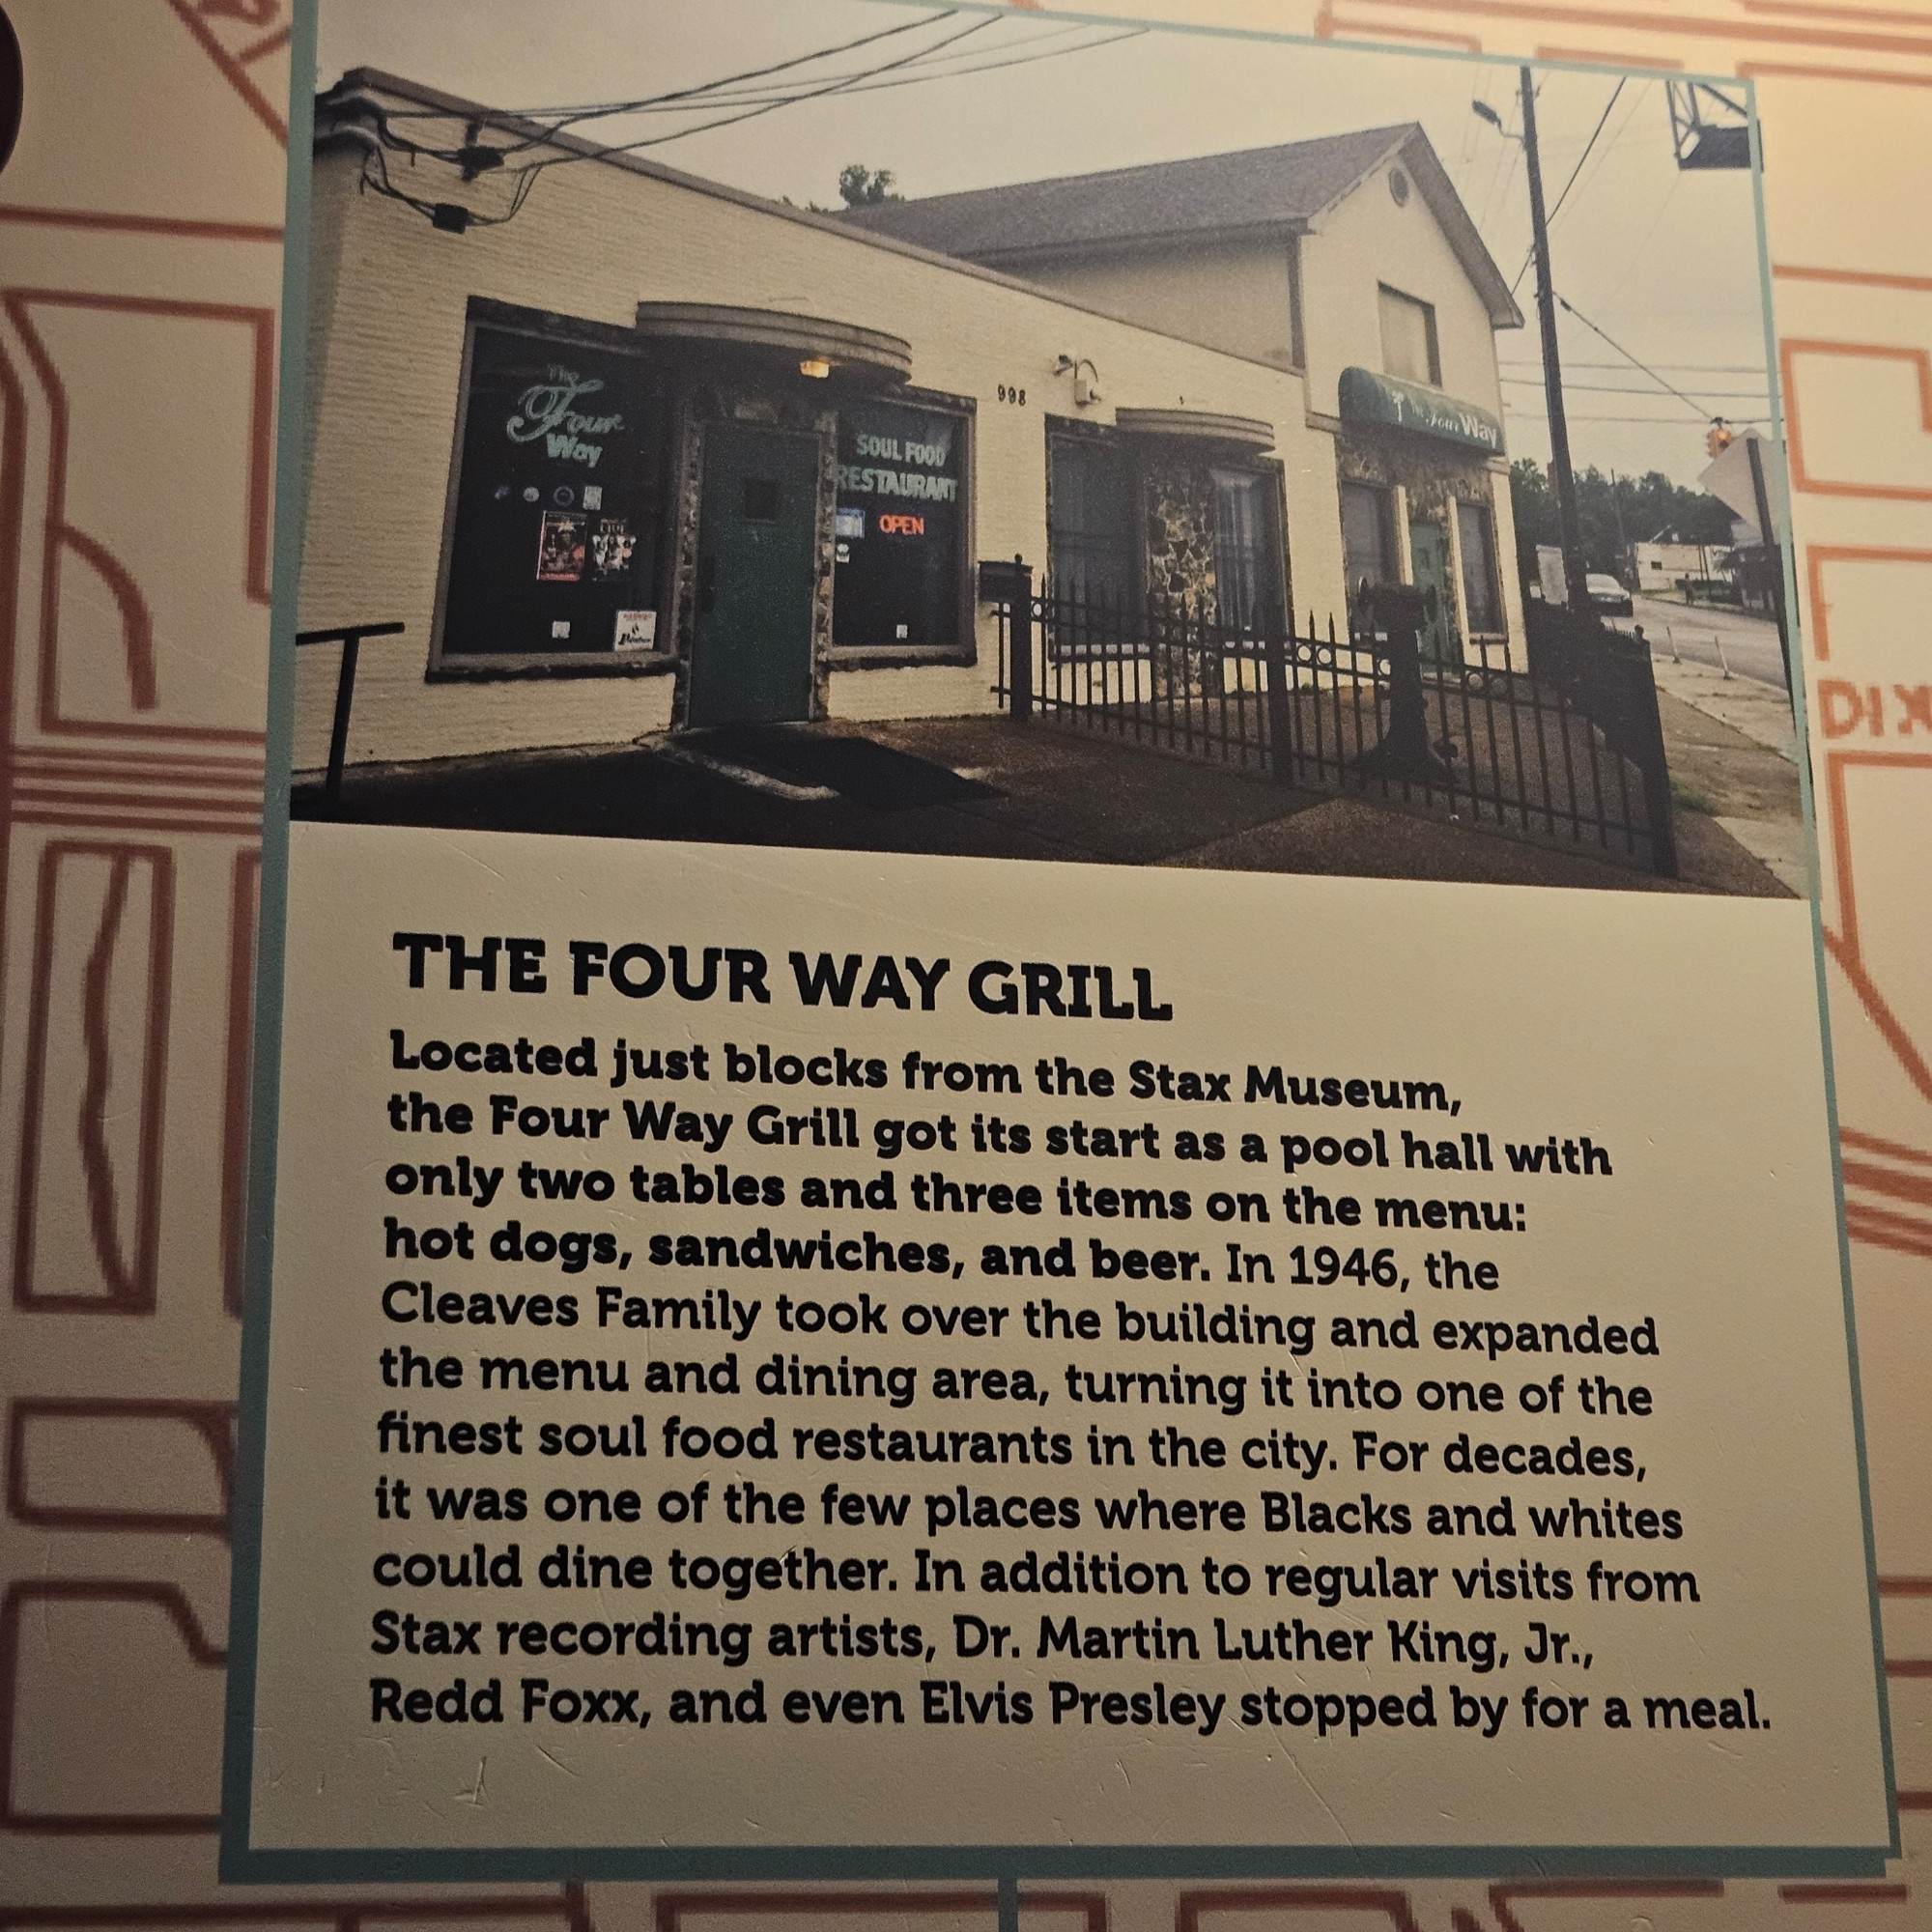 The
Four
Way
998
SOUL FOOD
RESTAURANT
OPEN
The Four Way
DIX
THE FOUR WAY GRILL
Located just blocks from the Stax Museum,
the Four Way Grill got its start as a pool hall with
only two tables and three items on the menu:
hot dogs, sandwiches, and beer. In 1946, the
Cleaves Family took over the building and expanded
the menu and dining area, turning it into one of the
finest soul food restaurants in the city. For decades,
it was one of the few places where Blacks and whites
could dine together. In addition to regular visits from
Stax recording artists, Dr. Martin Luther King, Jr.,
Redd Foxx, and even Elvis Presley stopped by for a meal.